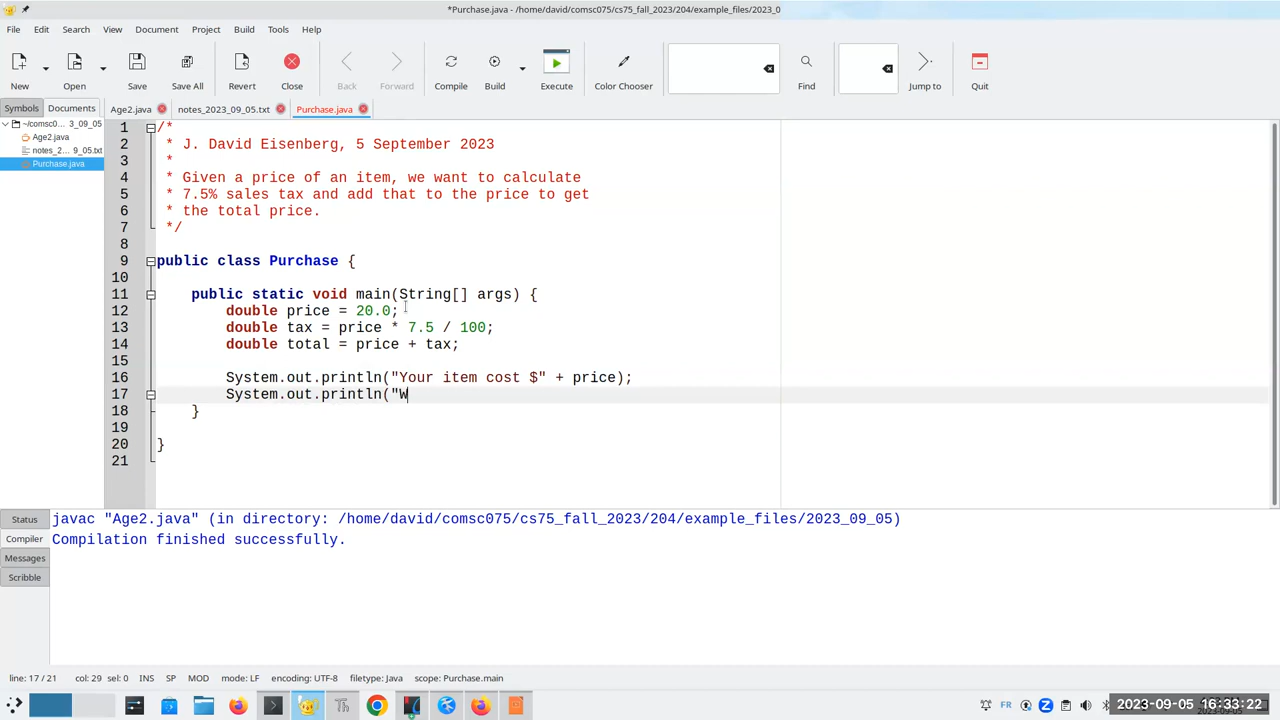 *Purchase.java - /home/david/comsc075/cs75_fall_2023/204/example_files/2023_0
File Edit Search View Document Project Build Tools Help
New Open Save Save All Revert Close Back Forward Compile Build Execute Color Chooser Find Jump to Quit
Symbols Documents Age2.java notes_2023_09_05.txt Purchase.java
~/comsc0... 3_09_05
Age2.java
notes_2... 9_05.txt
Purchase.java
1 /*
2 * J. David Eisenberg, 5 September 2023
3 *
4 * Given a price of an item, we want to calculate
5 * 7.5% sales tax and add that to the price to get
6 * the total price.
7 */
8
9 public class Purchase {
10
11 public static void main(String[] args) {
12 double price = 20.0;
13 double tax = price * 7.5 / 100;
14 double total = price + tax;
15
16 System.out.println("Your item cost $" + price);
17 System.out.println("W
18 }
19
20 }
21
Status
Compiler
Messages
Scribble
javac "Age2.java" (in directory: /home/david/comsc075/cs75_fall_2023/204/example_files/2023_09_05)
Compilation finished successfully.
line: 17 / 21 col: 29 sel: 0 INS SP MOD mode: LF encoding: UTF-8 filetype: Java scope: Purchase.main
Th FR 2023-09-05 16:33:22